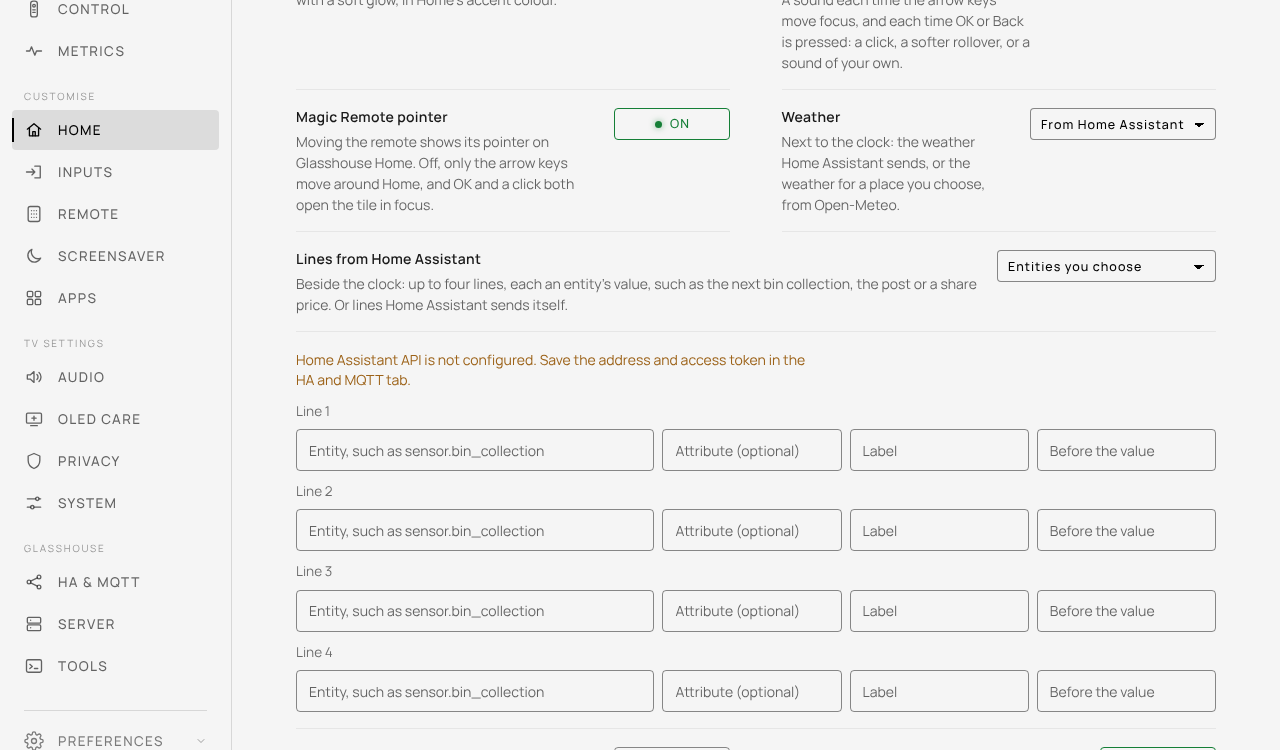 CONTROL
METRICS
CUSTOMISE
HOME
INPUTS
REMOTE
SCREENSAVER
APPS
TV SETTINGS
AUDIO
OLED CARE
PRIVACY
SYSTEM
GLASSHOUSE
HA & MQTT
SERVER
TOOLS
PREFERENCES
with a soft glow, in Home's accent colour.
A sound each time the arrow keys
move focus, and each time OK or Back
is pressed: a click, a softer rollover, or a
sound of your own.
Magic Remote pointer
Moving the remote shows its pointer on
Glasshouse Home. Off, only the arrow keys
move around Home, and OK and a click both
open the tile in focus.
ON
Weather
Next to the clock: the weather
Home Assistant sends, or the
weather for a place you choose,
from Open-Meteo.
From Home Assistant
Lines from Home Assistant
Beside the clock: up to four lines, each an entity's value, such as the next bin collection, the post or a share
price. Or lines Home Assistant sends itself.
Entities you choose
Home Assistant API is not configured. Save the address and access token in the
HA and MQTT tab.
Line 1
Entity, such as sensor.bin_collection Attribute (optional) Label Before the value
Line 2
Entity, such as sensor.bin_collection Attribute (optional) Label Before the value
Line 3
Entity, such as sensor.bin_collection Attribute (optional) Label Before the value
Line 4
Entity, such as sensor.bin_collection Attribute (optional) Label Before the value